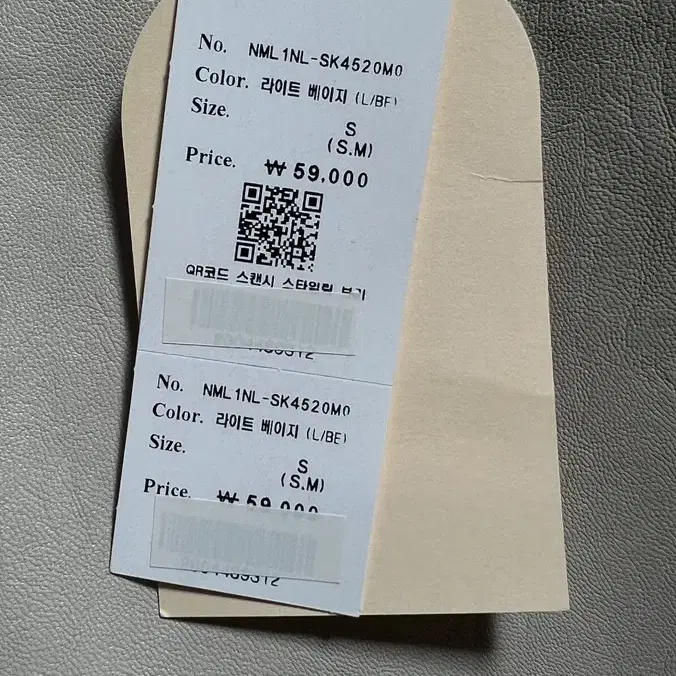 No. NML1NL-SK4520M0
Color. 라이트 베이지 (L/BE)
Size.
S
(S.M)
Price. ₩ 59,000
QR코드 스캔시 스타일링 보기
No. NML1NL-SK4520M0
Color. 라이트 베이지 (L/BE)
Size.
S
(S.M)
Price. ₩ 59,000